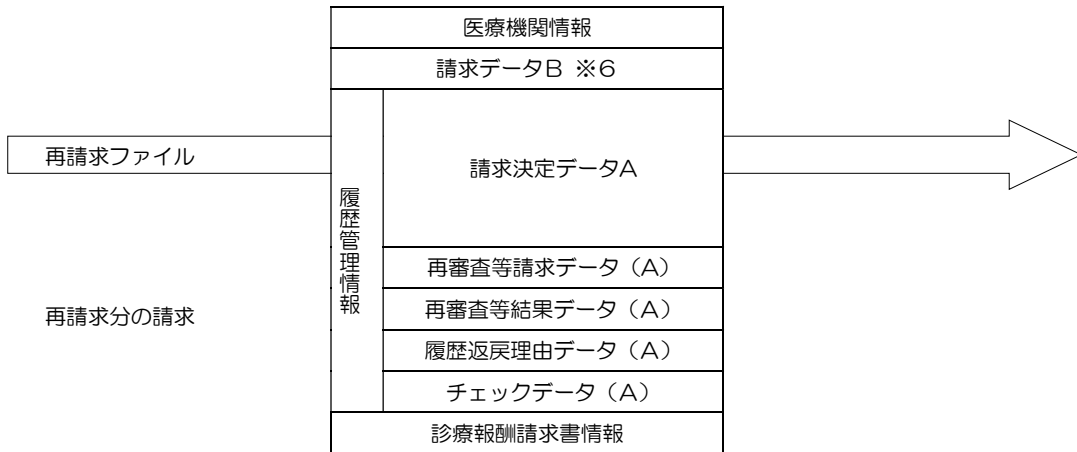 医療機関情報
請求データB ※6
再請求ファイル
請求決定データA
履歴管理情報
再審査等請求データ（A）
再請求分の請求
再審査等結果データ（A）
履歴返戻理由データ（A）
チェックデータ（A）
診療報酬請求書情報